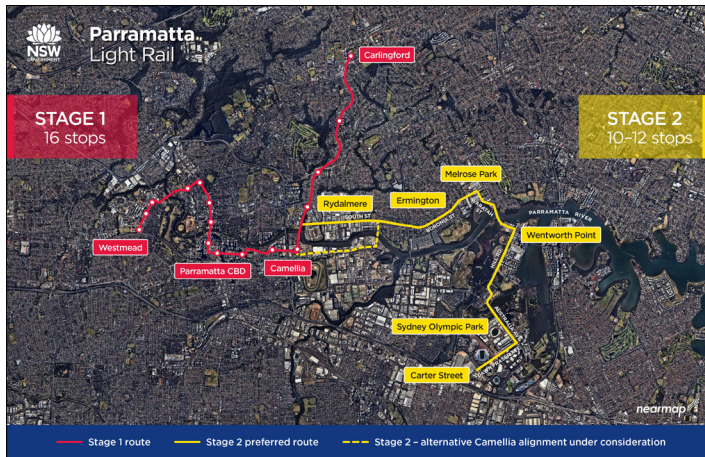 NSW
GOVERNMENT
Parramatta
Light Rail
STAGE 1
16 stops
STAGE 2
10–12 stops
Carlingford
Melrose Park
Rydalmere
Ermington
SOUTH ST
BORONIA ST
PARRAMATTA RIVER
Wentworth Point
Westmead
Parramatta CBD
Camellia
Sydney Olympic Park
Carter Street
nearmap
Stage 1 route
Stage 2 preferred route
Stage 2 – alternative Camellia alignment under consideration